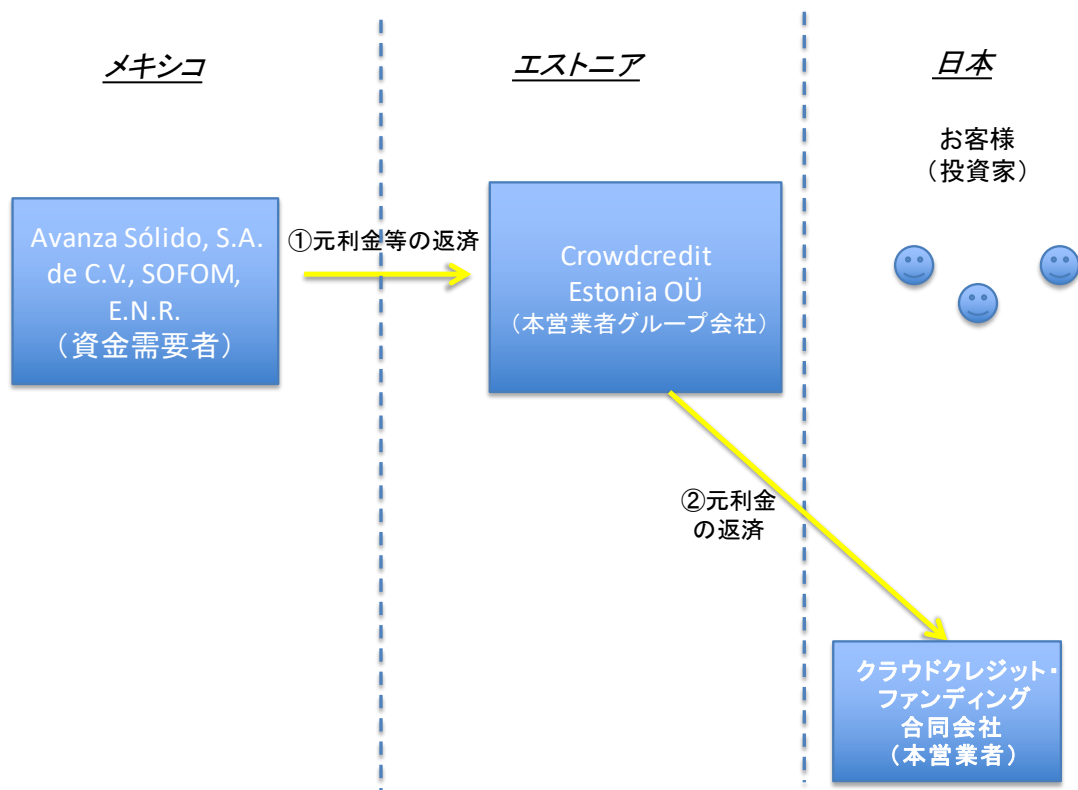 メキシコ
エストニア
日本
お客様
（投資家）
Avanza Sólido, S.A.
de C.V., SOFOM,
E.N.R.
（資金需要者）
①元利金等の返済
Crowdcredit
Estonia OÜ
（本営業者グループ会社）
②元利金
の返済
クラウドクレジット・
ファンディング
合同会社
（本営業者）